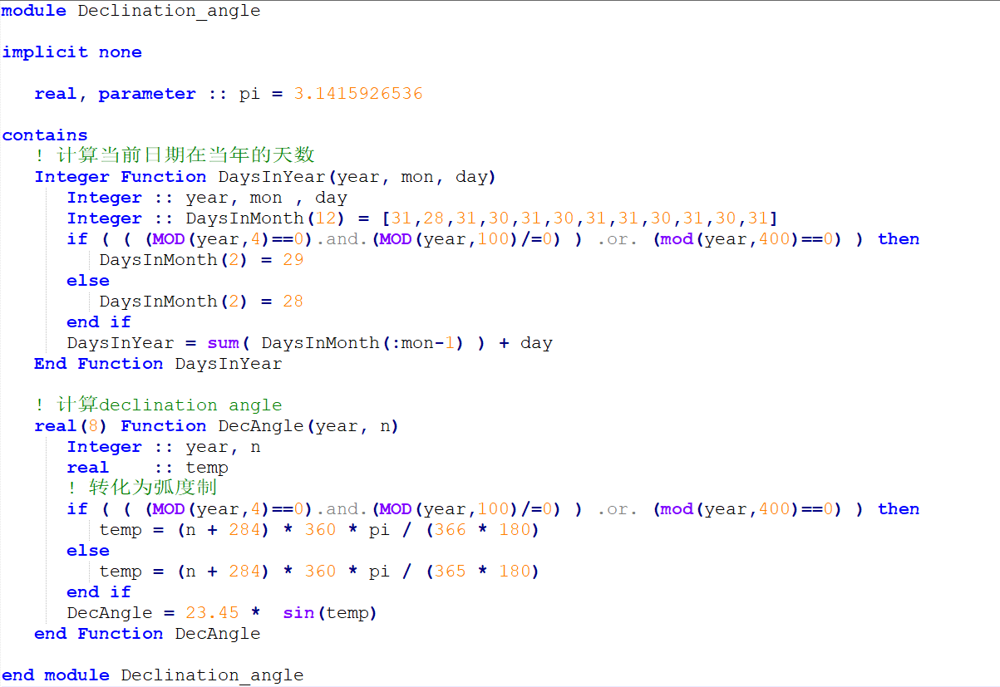 module Declination_angle
implicit none
real, parameter :: pi = 3.1415926536
contains
! 计算当前日期在当年的天数
Integer Function DaysInYear(year, mon, day)
Integer :: year, mon , day
Integer :: DaysInMonth(12) = [31,28,31,30,31,30,31,31,30,31,30,31]
if ( ( (MOD(year,4)==0).and.(MOD(year,100)/=0) ) .or. (mod(year,400)==0) ) then
DaysInMonth(2) = 29
else
DaysInMonth(2) = 28
end if
DaysInYear = sum( DaysInMonth(:mon-1) ) + day
End Function DaysInYear
! 计算declination angle
real(8) Function DecAngle(year, n)
Integer :: year, n
real    :: temp
! 转化为弧度制
if ( ( (MOD(year,4)==0).and.(MOD(year,100)/=0) ) .or. (mod(year,400)==0) ) then
temp = (n + 284) * 360 * pi / (366 * 180)
else
temp = (n + 284) * 360 * pi / (365 * 180)
end if
DecAngle = 23.45 *  sin(temp)
end Function DecAngle
end module Declination_angle